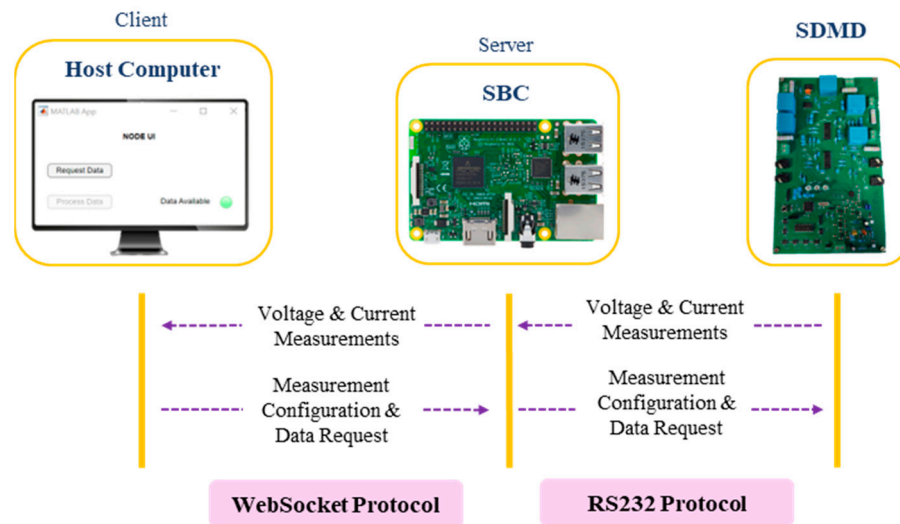 Client
Host Computer
MATLAB App
NODE UI
Request Data
Process Data
Data Available
Server
SBC
HDMI
SDMD
Voltage & Current
Measurements
Voltage & Current
Measurements
Measurement
Configuration &
Data Request
Measurement
Configuration &
Data Request
WebSocket Protocol
RS232 Protocol